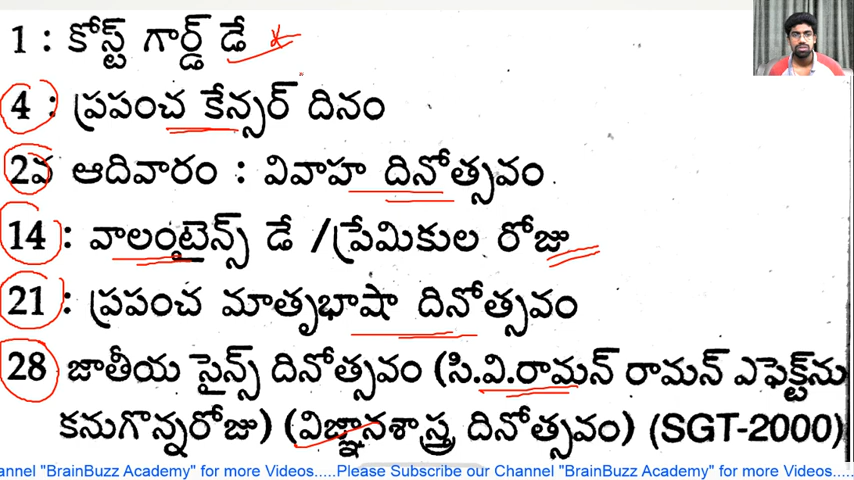 1 : కోస్ట్ గార్డ్ డే
4 : ప్రపంచ కేన్సర్ దినం
2వ ఆదివారం : వివాహ దినోత్సవం
14 : వాలంటైన్స్ డే /ప్రేమికుల రోజు
21 : ప్రపంచ మాతృభాషా దినోత్సవం
28 జాతీయ సైన్స్ దినోత్సవం (సి.వి.రామన్ రామన్ ఎఫెక్ట్‌ను
కనుగొన్నరోజు) (విజ్ఞానశాస్త్ర దినోత్సవం) (SGT-2000)
annel "BrainBuzz Academy" for more Videos.....Please Subscribe our Channel "BrainBuzz Academy" for more Videos.....